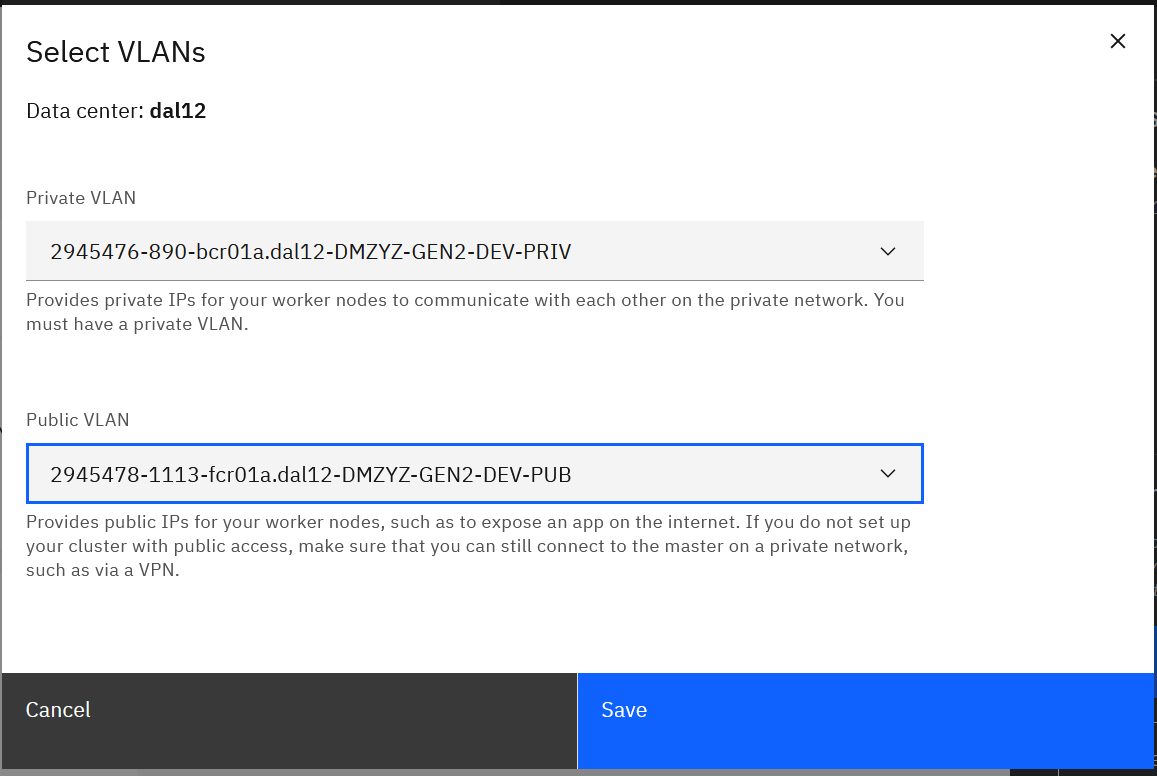 Select VLANs
Data center: dal12
Private VLAN
2945476-890-bcr01a.dal12-DMZYZ-GEN2-DEV-PRIV
Provides private IPs for your worker nodes to communicate with each other on the private network. You
must have a private VLAN.
Public VLAN
2945478-1113-fcr01a.dal12-DMZYZ-GEN2-DEV-PUB
Provides public IPs for your worker nodes, such as to expose an app on the internet. If you do not set up
your cluster with public access, make sure that you can still connect to the master on a private network,
such as via a VPN.
Cancel
Save